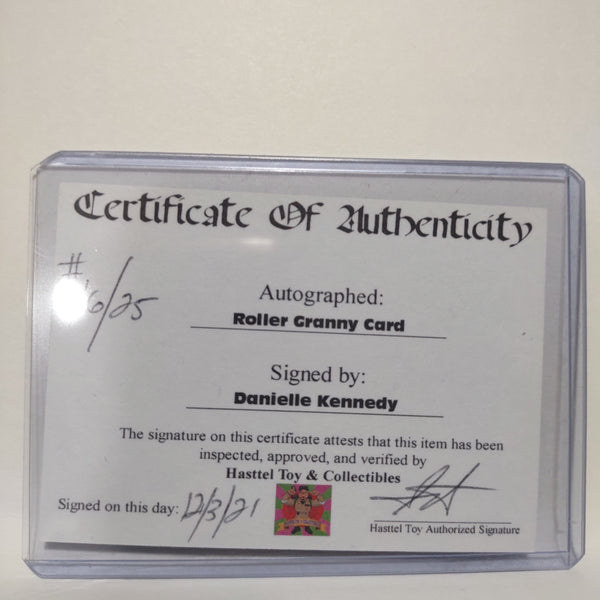 Certificate Of Authenticity
#
6/25
Autographed:
Roller Granny Card
Signed by:
Danielle Kennedy
The signature on this certificate attests that this item has been
inspected, approved, and verified by
Hasttel Toy & Collectibles
Signed on this day: 12/3/21
Hasttel Toy Authorized Signature